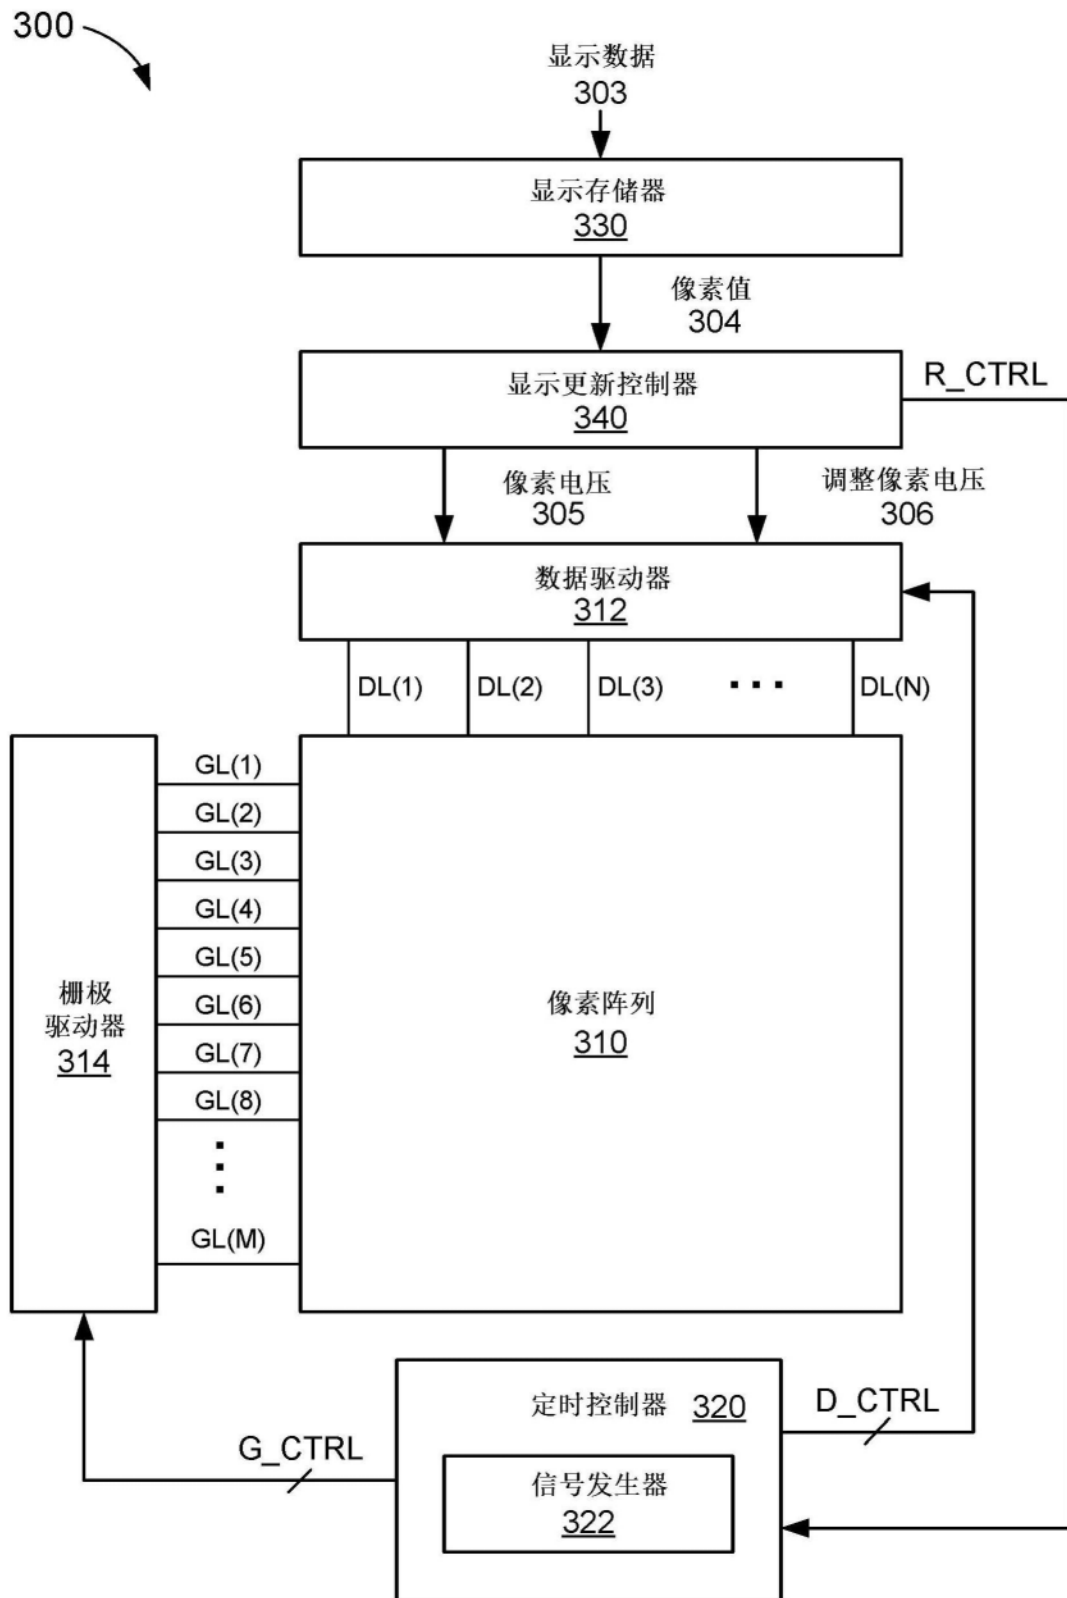 300
显示数据
303
显示存储器
330
像素值
304
显示更新控制器
340
R_CTRL
像素电压
305
调整像素电压
306
数据驱动器
312
DL(1)
DL(2)
DL(3)
DL(N)
GL(1)
GL(2)
GL(3)
GL(4)
GL(5)
GL(6)
GL(7)
GL(8)
GL(M)
栅极
驱动器
314
像素阵列
310
定时控制器 320
D_CTRL
G_CTRL
信号发生器
322